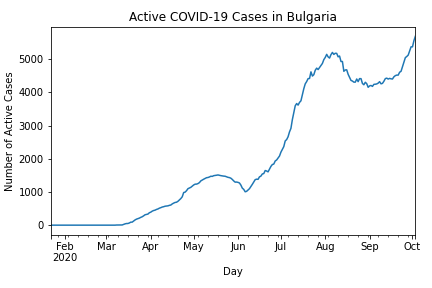 Active COVID-19 Cases in Bulgaria
Number of Active Cases
5000
4000
3000
2000
1000
0
Feb Mar Apr May Jun Jul Aug Sep Oct
2020
Day